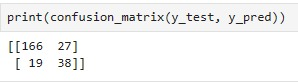 print(confusion_matrix(y_test, y_pred))
[[166  27]
 [ 19  38]]